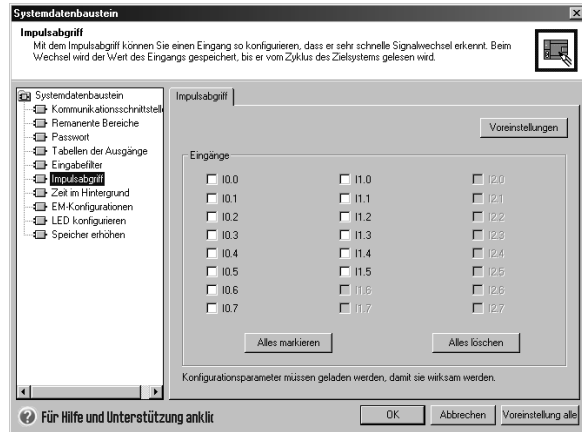 Systemdatenbaustein
Impulsabgriff
Mit dem Impulsabgriff können Sie einen Eingang so konfigurieren, dass er sehr schnelle Signalwechsel erkennt. Beim
Wechsel wird der Wert des Eingangs gespeichert, bis er vom Zyklus des Zielsystems gelesen wird.
Systemdatenbaustein
Kommunikationsschnittstell
Remanente Bereiche
Passwort
Tabellen der Ausgänge
Eingabefilter
Impulsabgriff
Zeit im Hintergrund
EM-Konfigurationen
LED konfigurieren
Speicher erhöhen
Impulsabgriff
Voreinstellungen
Eingänge
I0.0 I1.0 I2.0
I0.1 I1.1 I2.1
I0.2 I1.2 I2.2
I0.3 I1.3 I2.3
I0.4 I1.4 I2.4
I0.5 I1.5 I2.5
I0.6 I1.6 I2.6
I0.7 I1.7 I2.7
Alles markieren Alles löschen
Konfigurationsparameter müssen geladen werden, damit sie wirksam werden.
Für Hilfe und Unterstützung anklic
OK Abbrechen Voreinstellung alle